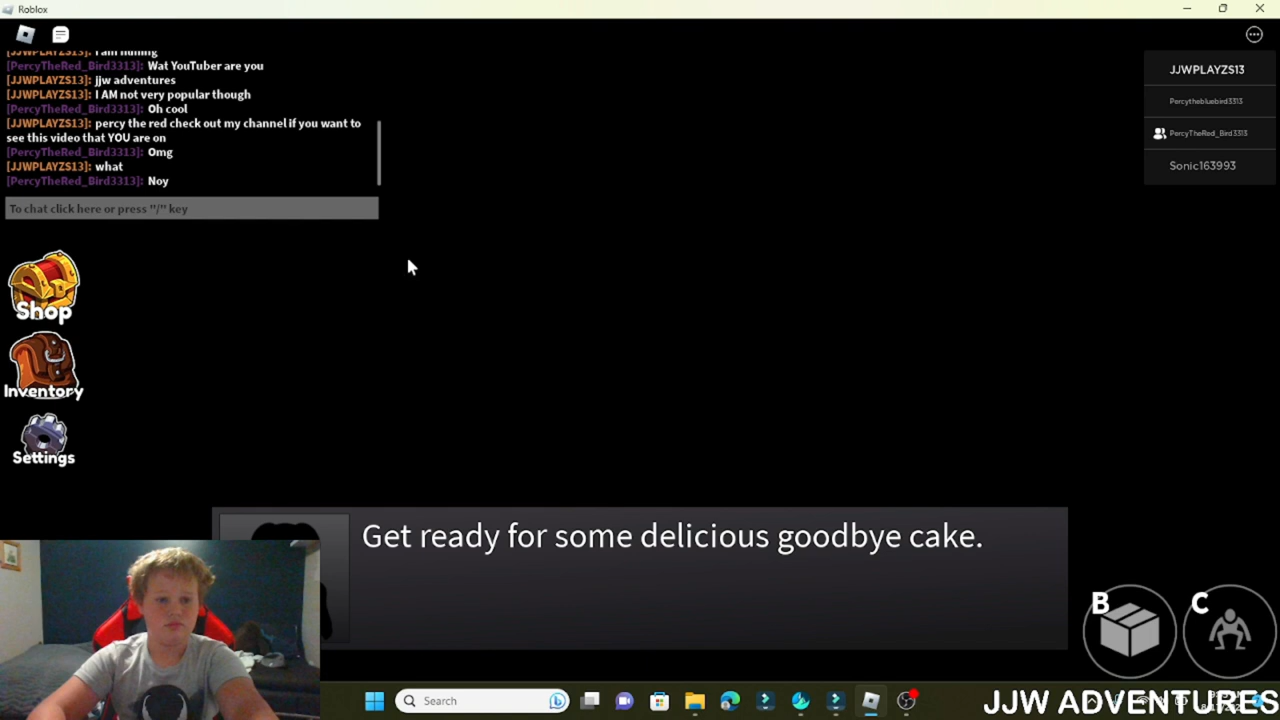 Roblox
[JJWPLAYZS13]: I am huming
[PercyTheRed_Bird3313]: Wat YouTuber are you
[JJWPLAYZS13]: jjw adventures
[JJWPLAYZS13]: I AM not very popular though
[PercyTheRed_Bird3313]: Oh cool
[JJWPLAYZS13]: percy the red check out my channel if you want to
see this video that YOU are on
[PercyTheRed_Bird3313]: Omg
[JJWPLAYZS13]: what
[PercyTheRed_Bird3313]: Noy
To chat click here or press "/" key
JJWPLAYZS13
Percythebluebird3313
PercyTheRed_Bird3313
Sonic163993
Shop
Inventory
Settings
Get ready for some delicious goodbye cake.
B
C
Search
JJW ADVENTURES